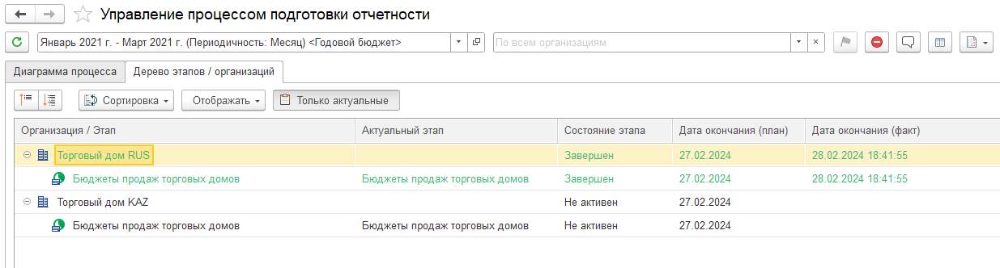 Управление процессом подготовки отчетности
Январь 2021 г. - Март 2021 г. (Периодичность: Месяц) <Годовой бюджет> По всем организациям
Диаграмма процесса Дерево этапов / организаций
Сортировка Отображать Только актуальные
Организация / Этап Актуальный этап Состояние этапа Дата окончания (план) Дата окончания (факт)
Торговый дом RUS Завершен 27.02.2024 28.02.2024 18:41:55
Бюджеты продаж торговых домов Бюджеты продаж торговых домов Завершен 27.02.2024 28.02.2024 18:41:55
Торговый дом KAZ Не активен 27.02.2024
Бюджеты продаж торговых домов Бюджеты продаж торговых домов Не активен 27.02.2024